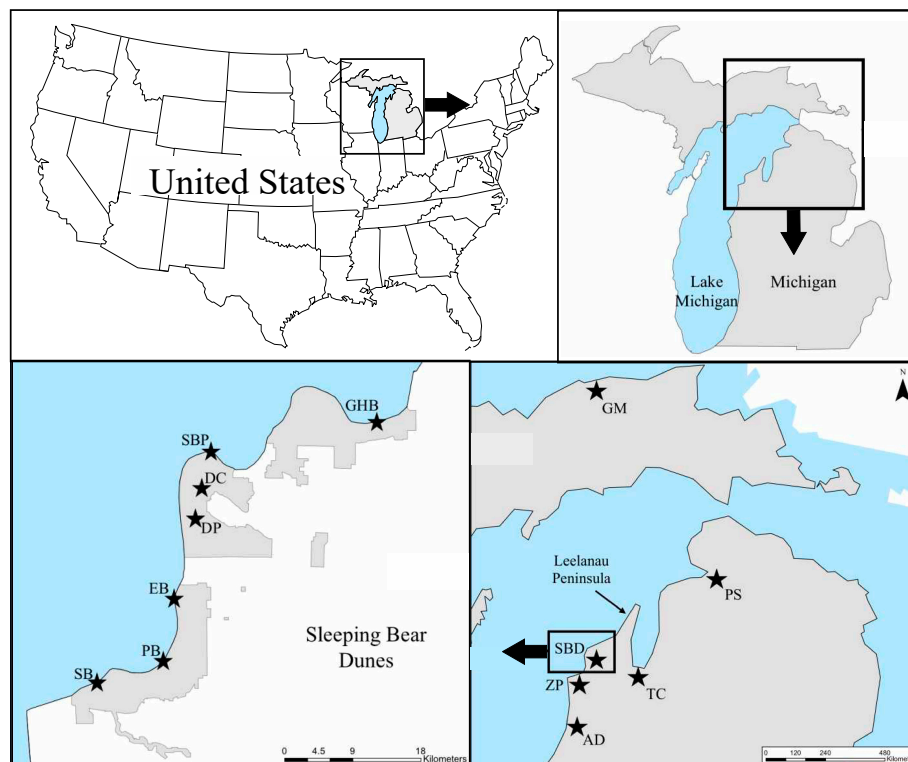 United States
Lake
Michigan
Michigan
GHB
SBP
DC
DP
EB
PB
SB
Sleeping Bear
Dunes
0 4.5 9 18
Kilometers
N
GM
Leelanau
Peninsula
PS
SBD
ZP
TC
AD
0 120 240 480
Kilomet